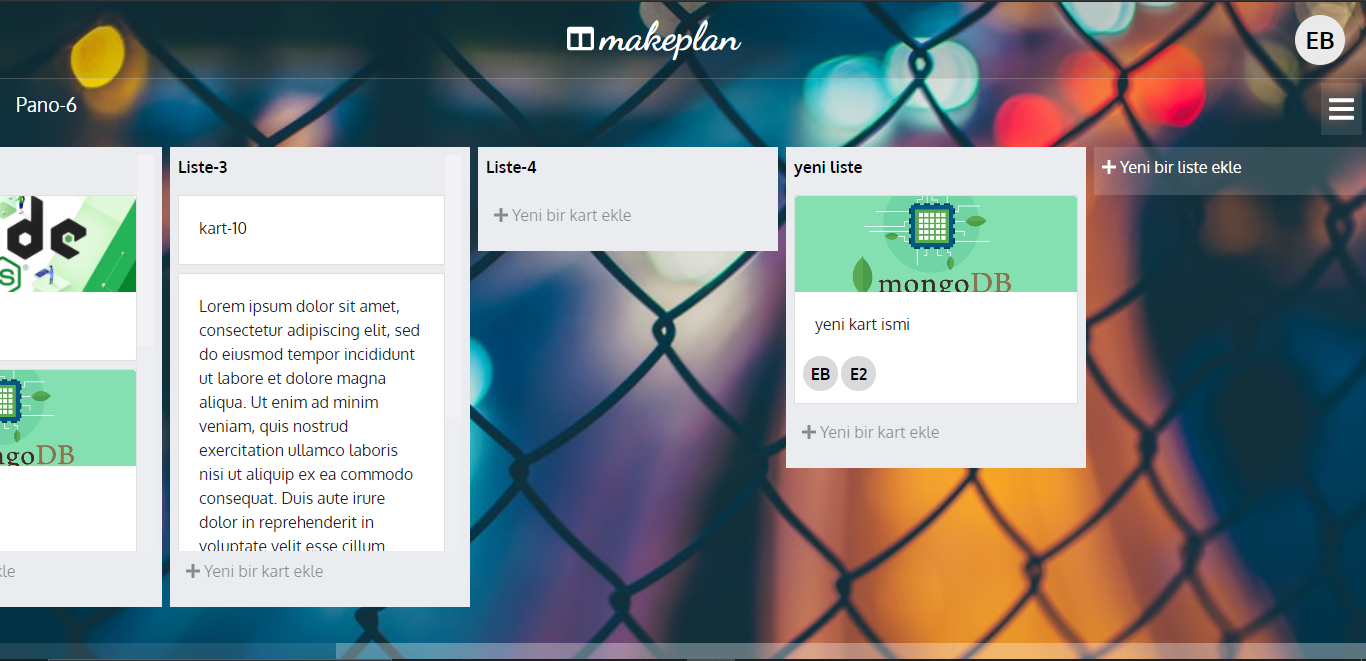 makeplan
EB
Pano-6
Liste-3
Liste-4
yeni liste
Yeni bir liste ekle
de
S
kart-10
Yeni bir kart ekle
mongoDB
Lorem ipsum dolor sit amet,
consectetur adipiscing elit, sed
do eiusmod tempor incididunt
ut labore et dolore magna
aliqua. Ut enim ad minim
veniam, quis nostrud
exercitation ullamco laboris
nisi ut aliquip ex ea commodo
consequat. Duis aute irure
dolor in reprehenderit in
voluptate velit esse cillum
yeni kart ismi
EB E2
ngoDB
Yeni bir kart ekle
kle
Yeni bir kart ekle